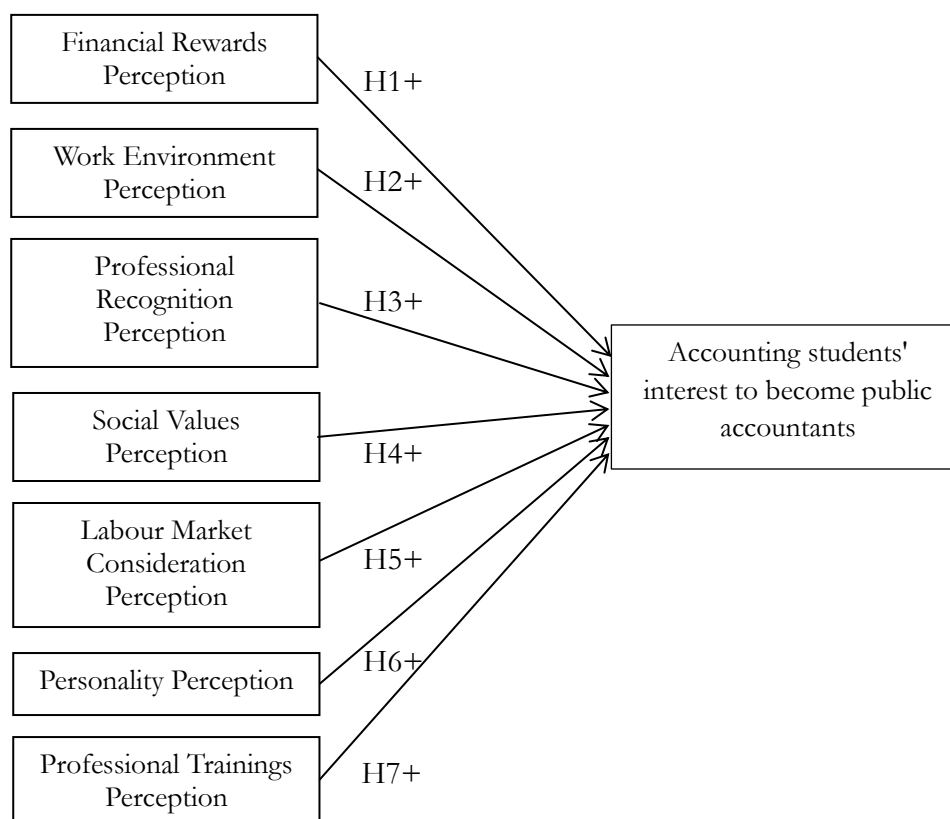 Financial Rewards
Perception
H1+
Work Environment
Perception
H2+
Professional
Recognition
Perception
H3+
Accounting students'
interest to become public
accountants
Social Values
Perception
H4+
Labour Market
Consideration
Perception
H5+
Personality Perception
H6+
Professional Trainings
Perception
H7+